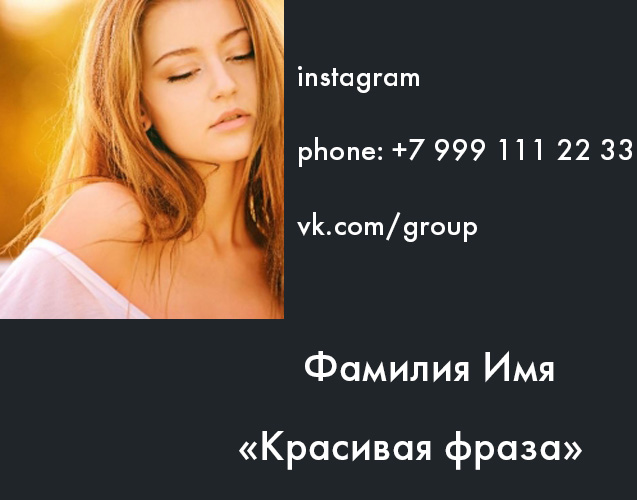 instagram
phone: +7 999 111 22 33
vk.com/group
Фамилия Имя
«Красивая фраза»